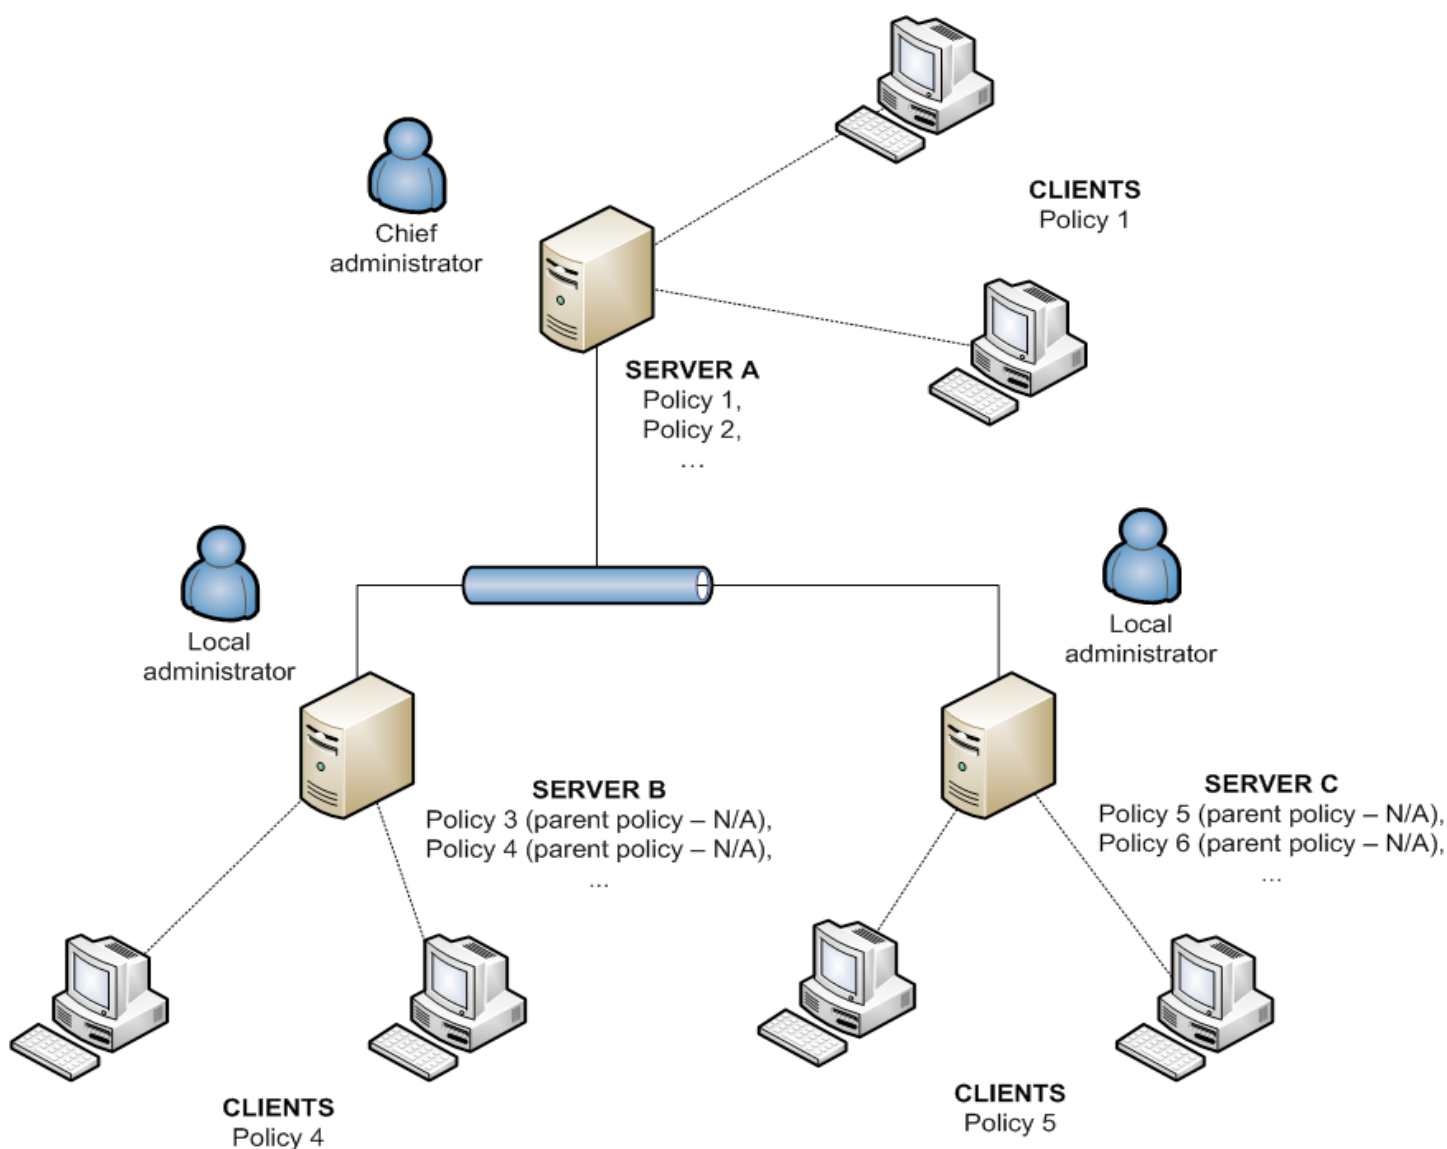 CLIENTS
Policy 1
Chief
administrator
SERVER A
Policy 1,
Policy 2,
...
Local
administrator
Local
administrator
SERVER B
Policy 3 (parent policy – N/A),
Policy 4 (parent policy – N/A),
...
SERVER C
Policy 5 (parent policy – N/A),
Policy 6 (parent policy – N/A),
...
CLIENTS
Policy 4
CLIENTS
Policy 5